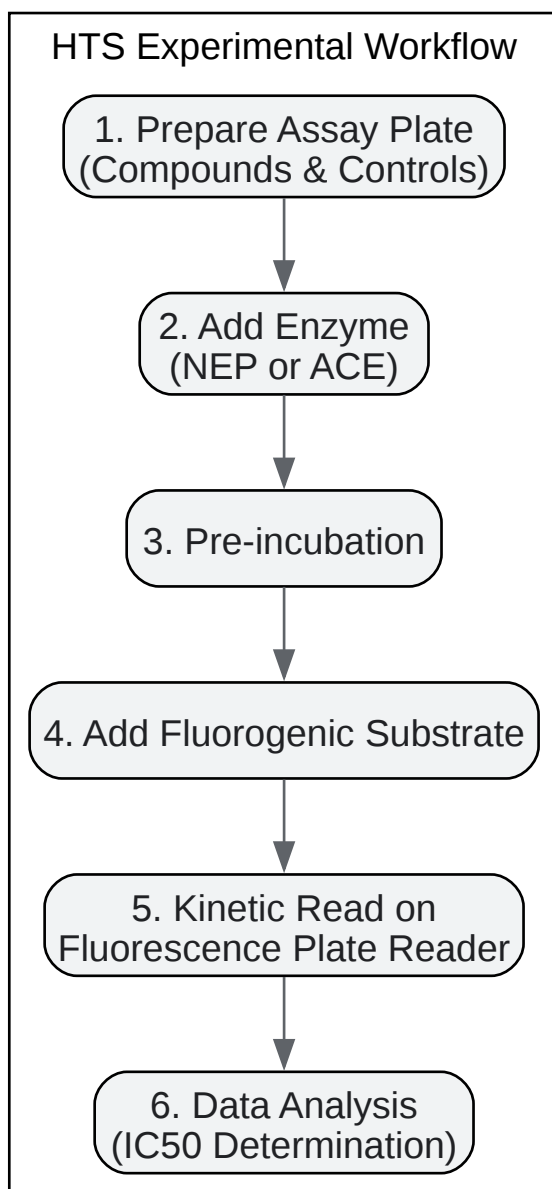 HTS Experimental Workflow
1. Prepare Assay Plate
(Compounds & Controls)
2. Add Enzyme
(NEP or ACE)
3. Pre-incubation
4. Add Fluorogenic Substrate
5. Kinetic Read on
Fluorescence Plate Reader
6. Data Analysis
(IC50 Determination)